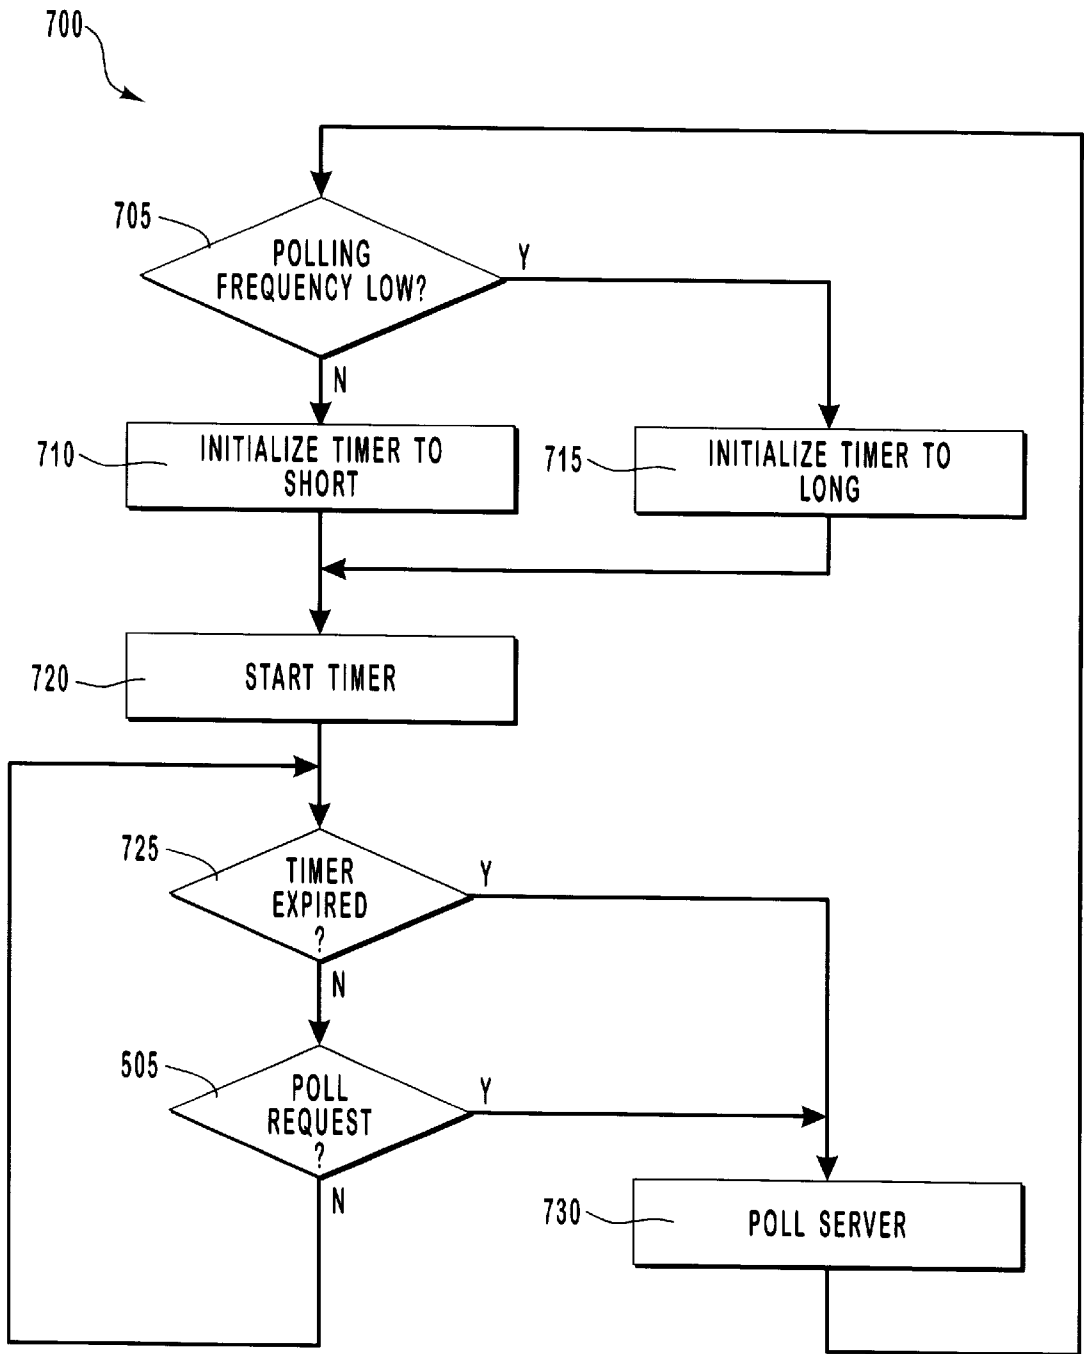 700
705
POLLING
FREQUENCY LOW?
Y
N
710
INITIALIZE TIMER TO
SHORT
715
INITIALIZE TIMER TO
LONG
720
START TIMER
725
TIMER
EXPIRED
?
Y
N
505
POLL
REQUEST
?
Y
N
730
POLL SERVER